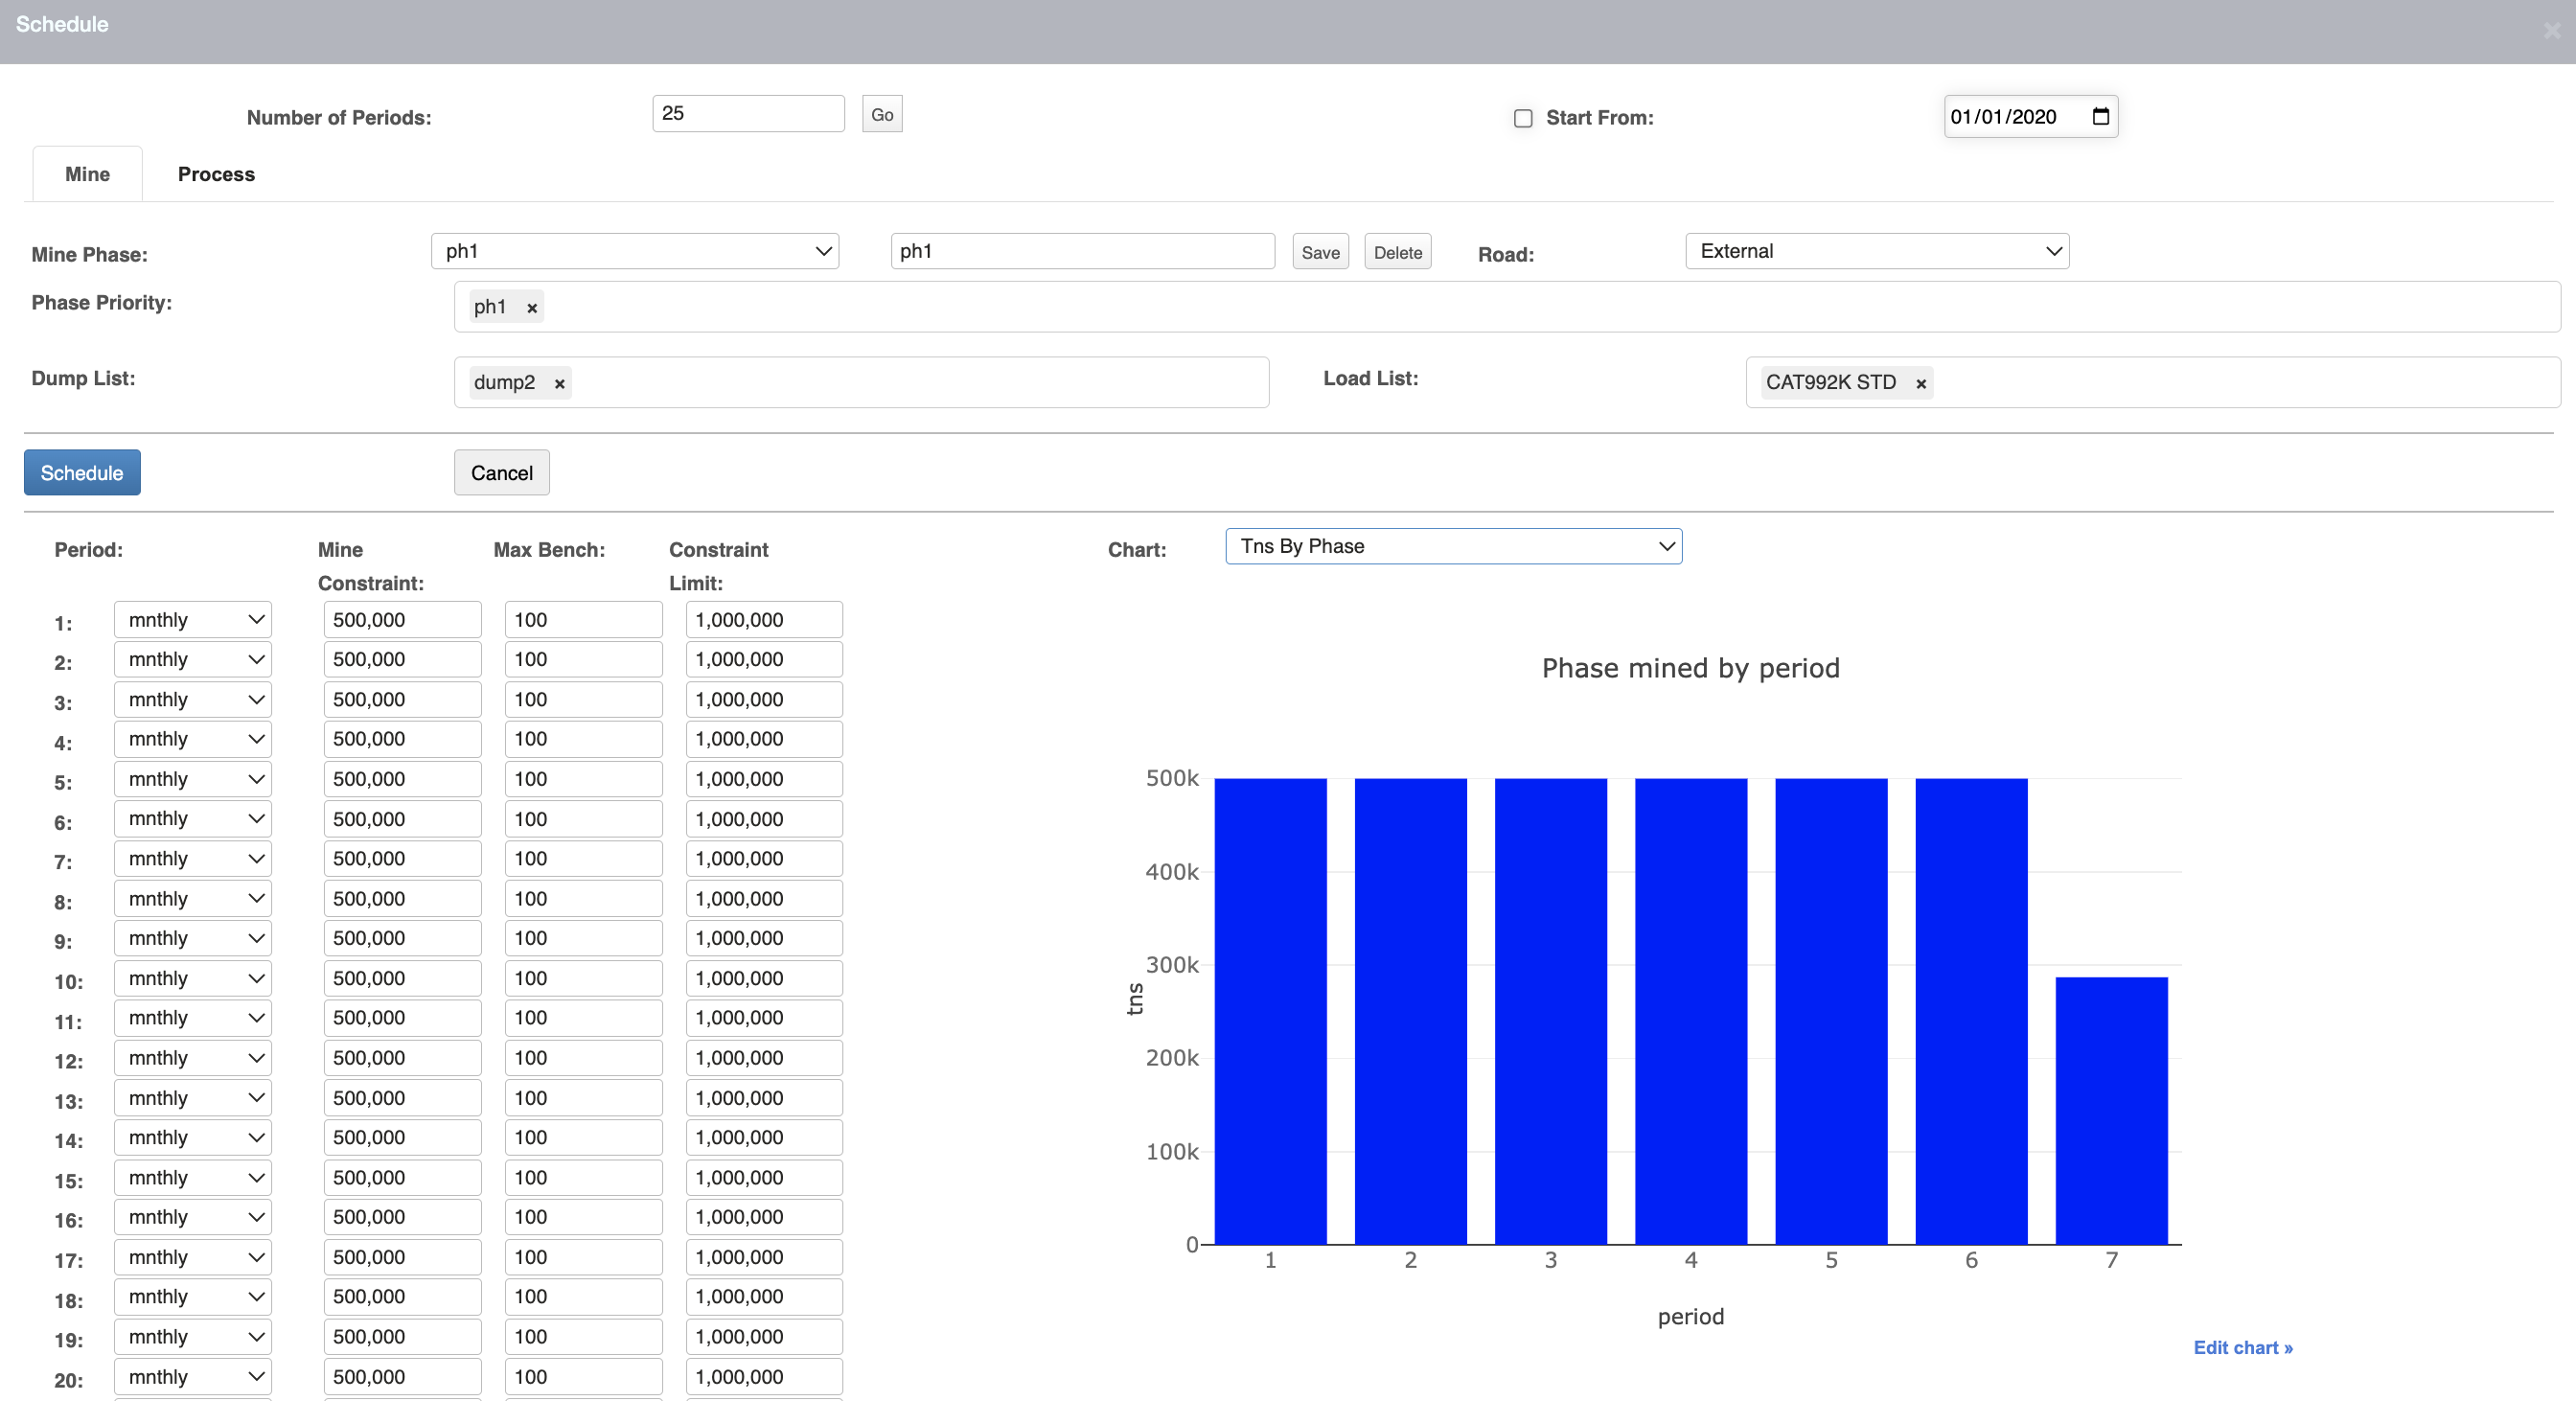 Schedule
Number of Periods: 25 Go Start From: 01/01/2020
Mine Process
Mine Phase: ph1 ph1 Save Delete Road: External
Phase Priority: ph1 ×
Dump List: dump2 × Load List: CAT992K STD ×
Schedule Cancel
Period: Mine Constraint: Max Bench: Constraint Limit:
1: mnthly 500,000 100 1,000,000
2: mnthly 500,000 100 1,000,000
3: mnthly 500,000 100 1,000,000
4: mnthly 500,000 100 1,000,000
5: mnthly 500,000 100 1,000,000
6: mnthly 500,000 100 1,000,000
7: mnthly 500,000 100 1,000,000
8: mnthly 500,000 100 1,000,000
9: mnthly 500,000 100 1,000,000
10: mnthly 500,000 100 1,000,000
11: mnthly 500,000 100 1,000,000
12: mnthly 500,000 100 1,000,000
13: mnthly 500,000 100 1,000,000
14: mnthly 500,000 100 1,000,000
15: mnthly 500,000 100 1,000,000
16: mnthly 500,000 100 1,000,000
17: mnthly 500,000 100 1,000,000
18: mnthly 500,000 100 1,000,000
19: mnthly 500,000 100 1,000,000
20: mnthly 500,000 100 1,000,000
Chart: Tns By Phase
Phase mined by period
500k
400k
300k
200k
100k
0
tns
1 2 3 4 5 6 7
period
Edit chart »